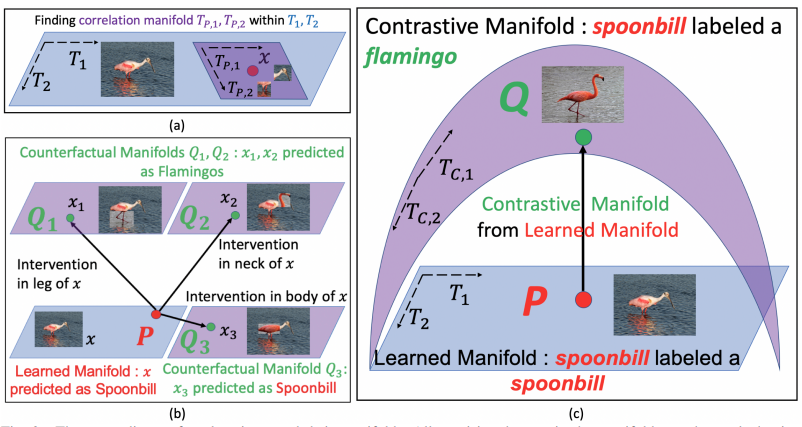 Finding correlation manifold T_{P,1}, T_{P,2} within T_1, T_2
T_1
T_2
T_{P,1}
x
T_{P,2}
(a)
Counterfactual Manifolds Q_1, Q_2 : x_1, x_2 predicted
as Flamingos
x_1
Q_1
x_2
Q_2
Intervention
in leg of x
Intervention
in neck of x
Intervention in body of x
x
P
x_3
Q_3
Learned Manifold : x
predicted as Spoonbill
Counterfactual Manifold Q_3:
x_3 predicted as Spoonbill
(b)
Contrastive Manifold : spoonbill labeled a
flamingo
Q
T_{C,1}
T_{C,2}
Contrastive Manifold
from Learned Manifold
T_1
T_2
P
Learned Manifold : spoonbill labeled a
spoonbill
(c)